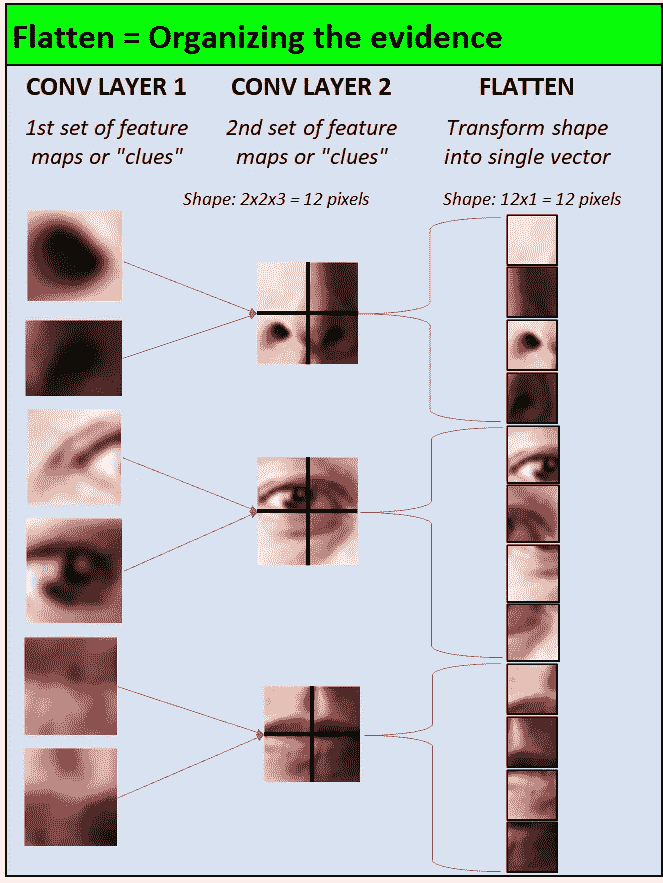 Flatten = Organizing the evidence
CONV LAYER 1
1st set of feature
maps or "clues"
CONV LAYER 2
2nd set of feature
maps or "clues"
Shape: 2x2x3 = 12 pixels
FLATTEN
Transform shape
into single vector
Shape: 12x1 = 12 pixels